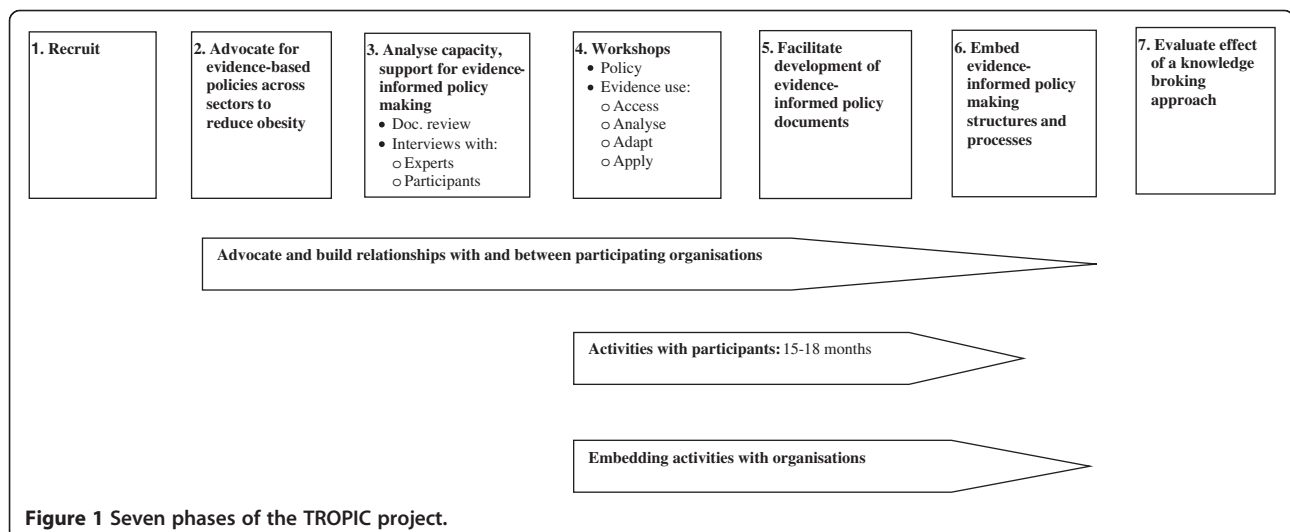 1. Recruit
2. Advocate for
evidence-based
policies across
sectors to
reduce obesity
3. Analyse capacity,
support for evidence-
informed policy
making
• Doc. review
• Interviews with:
o Experts
o Participants
4. Workshops
• Policy
• Evidence use:
o Access
o Analyse
o Adapt
o Apply
5. Facilitate
development of
evidence-
informed policy
documents
6. Embed
evidence-
informed policy
making
structures and
processes
7. Evaluate effect
of a knowledge
broking
approach
Advocate and build relationships with and between participating organisations
Activities with participants: 15-18 months
Embedding activities with organisations
Figure 1 Seven phases of the TROPIC project.